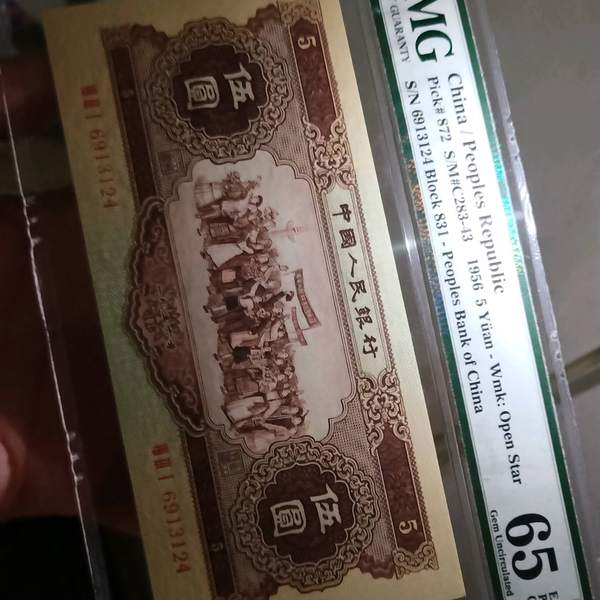 MG
GUARANTY
China / Peoples Republic
Pick# 872 S/M#C283-43 1956 5 Yüan - Wmk: Open Star
S/N 6913124 Block 831 - Peoples Bank of China
65
Gem Uncirculated
中國人民銀行
5
伍圓
伍圓
5
5
5
6913124
6913124